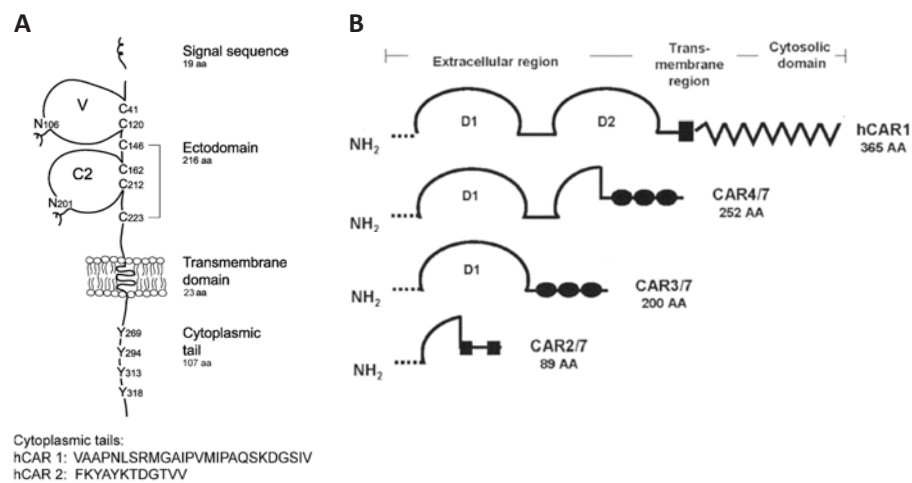 A
Signal sequence
19 aa
V
C41
N106
C120
C146
Ectodomain
216 aa
C2
C162
C212
N201
C223
Transmembrane
domain
23 aa
Y269
Cytoplasmic
tail
107 aa
Y294
Y313
Y318
Cytoplasmic tails:
hCAR 1: VAAPNLSRMGAIPVMIPAQSKDGSIV
hCAR 2: FKYAYKTDGTVV
B
Extracellular region
Trans-
membrane
region
Cytosolic
domain
D1
D2
NH2
hCAR1
365 AA
D1
NH2
CAR4/7
252 AA
D1
NH2
CAR3/7
200 AA
NH2
CAR2/7
89 AA